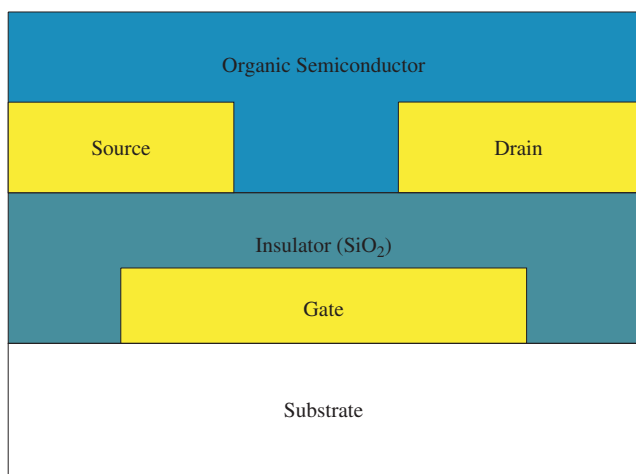 Organic Semiconductor
Source
Drain
Insulator (SiO₂)
Gate
Substrate